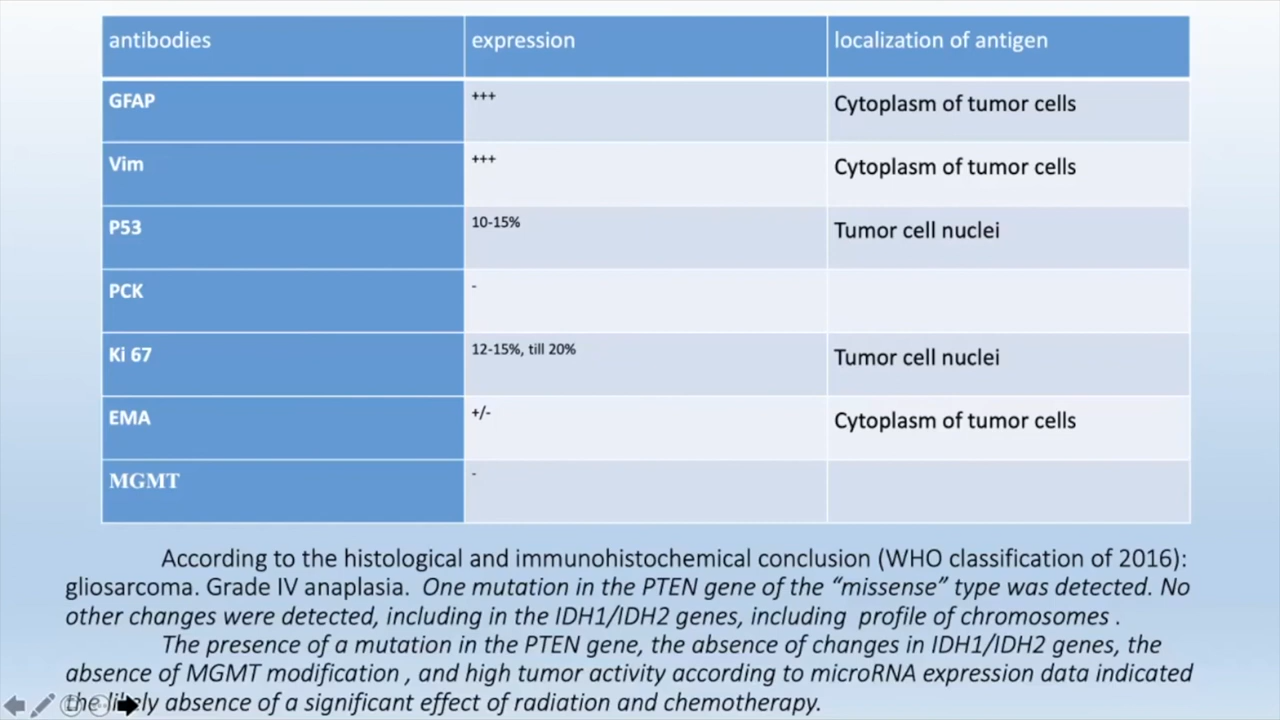 antibodies expression localization of antigen
GFAP +++ Cytoplasm of tumor cells
Vim +++ Cytoplasm of tumor cells
P53 10-15% Tumor cell nuclei
PCK -
Ki 67 12-15%, till 20% Tumor cell nuclei
EMA +/- Cytoplasm of tumor cells
MGMT -
According to the histological and immunohistochemical conclusion (WHO classification of 2016):
gliosarcoma. Grade IV anaplasia. One mutation in the PTEN gene of the “missense” type was detected. No
other changes were detected, including in the IDH1/IDH2 genes, including profile of chromosomes .
The presence of a mutation in the PTEN gene, the absence of changes in IDH1/IDH2 genes, the
absence of MGMT modification , and high tumor activity according to microRNA expression data indicated
the likely absence of a significant effect of radiation and chemotherapy.